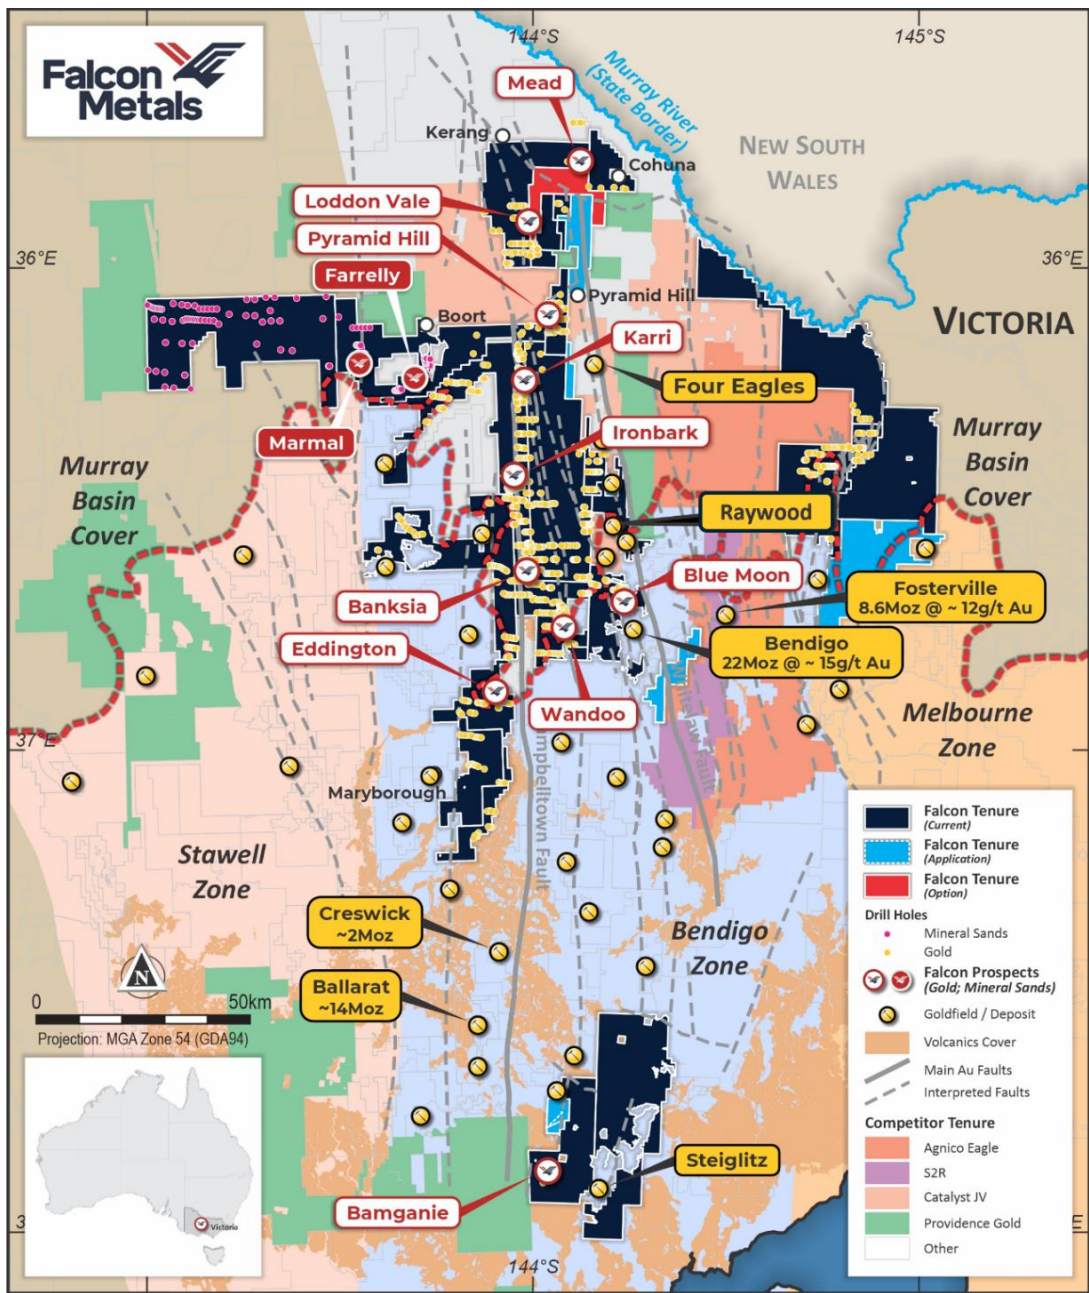 Falcon
Metals
144°S
145°S
Murray River
(State Border)
Mead
Kerang
Cohuna
NEW SOUTH
WALES
Loddon Vale
Pyramid Hill
Farrelly
36°E
36°E
Pyramid Hill
Boort
VICTORIA
Karri
Four Eagles
Marmal
Ironbark
Murray
Basin
Cover
Murray
Basin
Cover
Raywood
Banksia
Blue Moon
Fosterville
8.6Moz @ ~ 12g/t Au
Bendigo
22Moz @ ~ 15g/t Au
Eddington
Wandoo
Whitelaw Fault
Melbourne
Zone
37°E
Maryborough
Campbelltown Fault
Stawell
Zone
Creswick
~2Moz
Bendigo
Zone
Ballarat
~14Moz
N
0
50km
Projection: MGA Zone 54 (GDA94)
Victoria
Bamganie
Steiglitz
144°S
Falcon Tenure
(Current)
Falcon Tenure
(Application)
Falcon Tenure
(Option)
Drill Holes
Mineral Sands
Gold
Falcon Prospects
(Gold; Mineral Sands)
Goldfield / Deposit
Volcanics Cover
Main Au Faults
Interpreted Faults
Competitor Tenure
Agnico Eagle
S2R
Catalyst JV
Providence Gold
Other